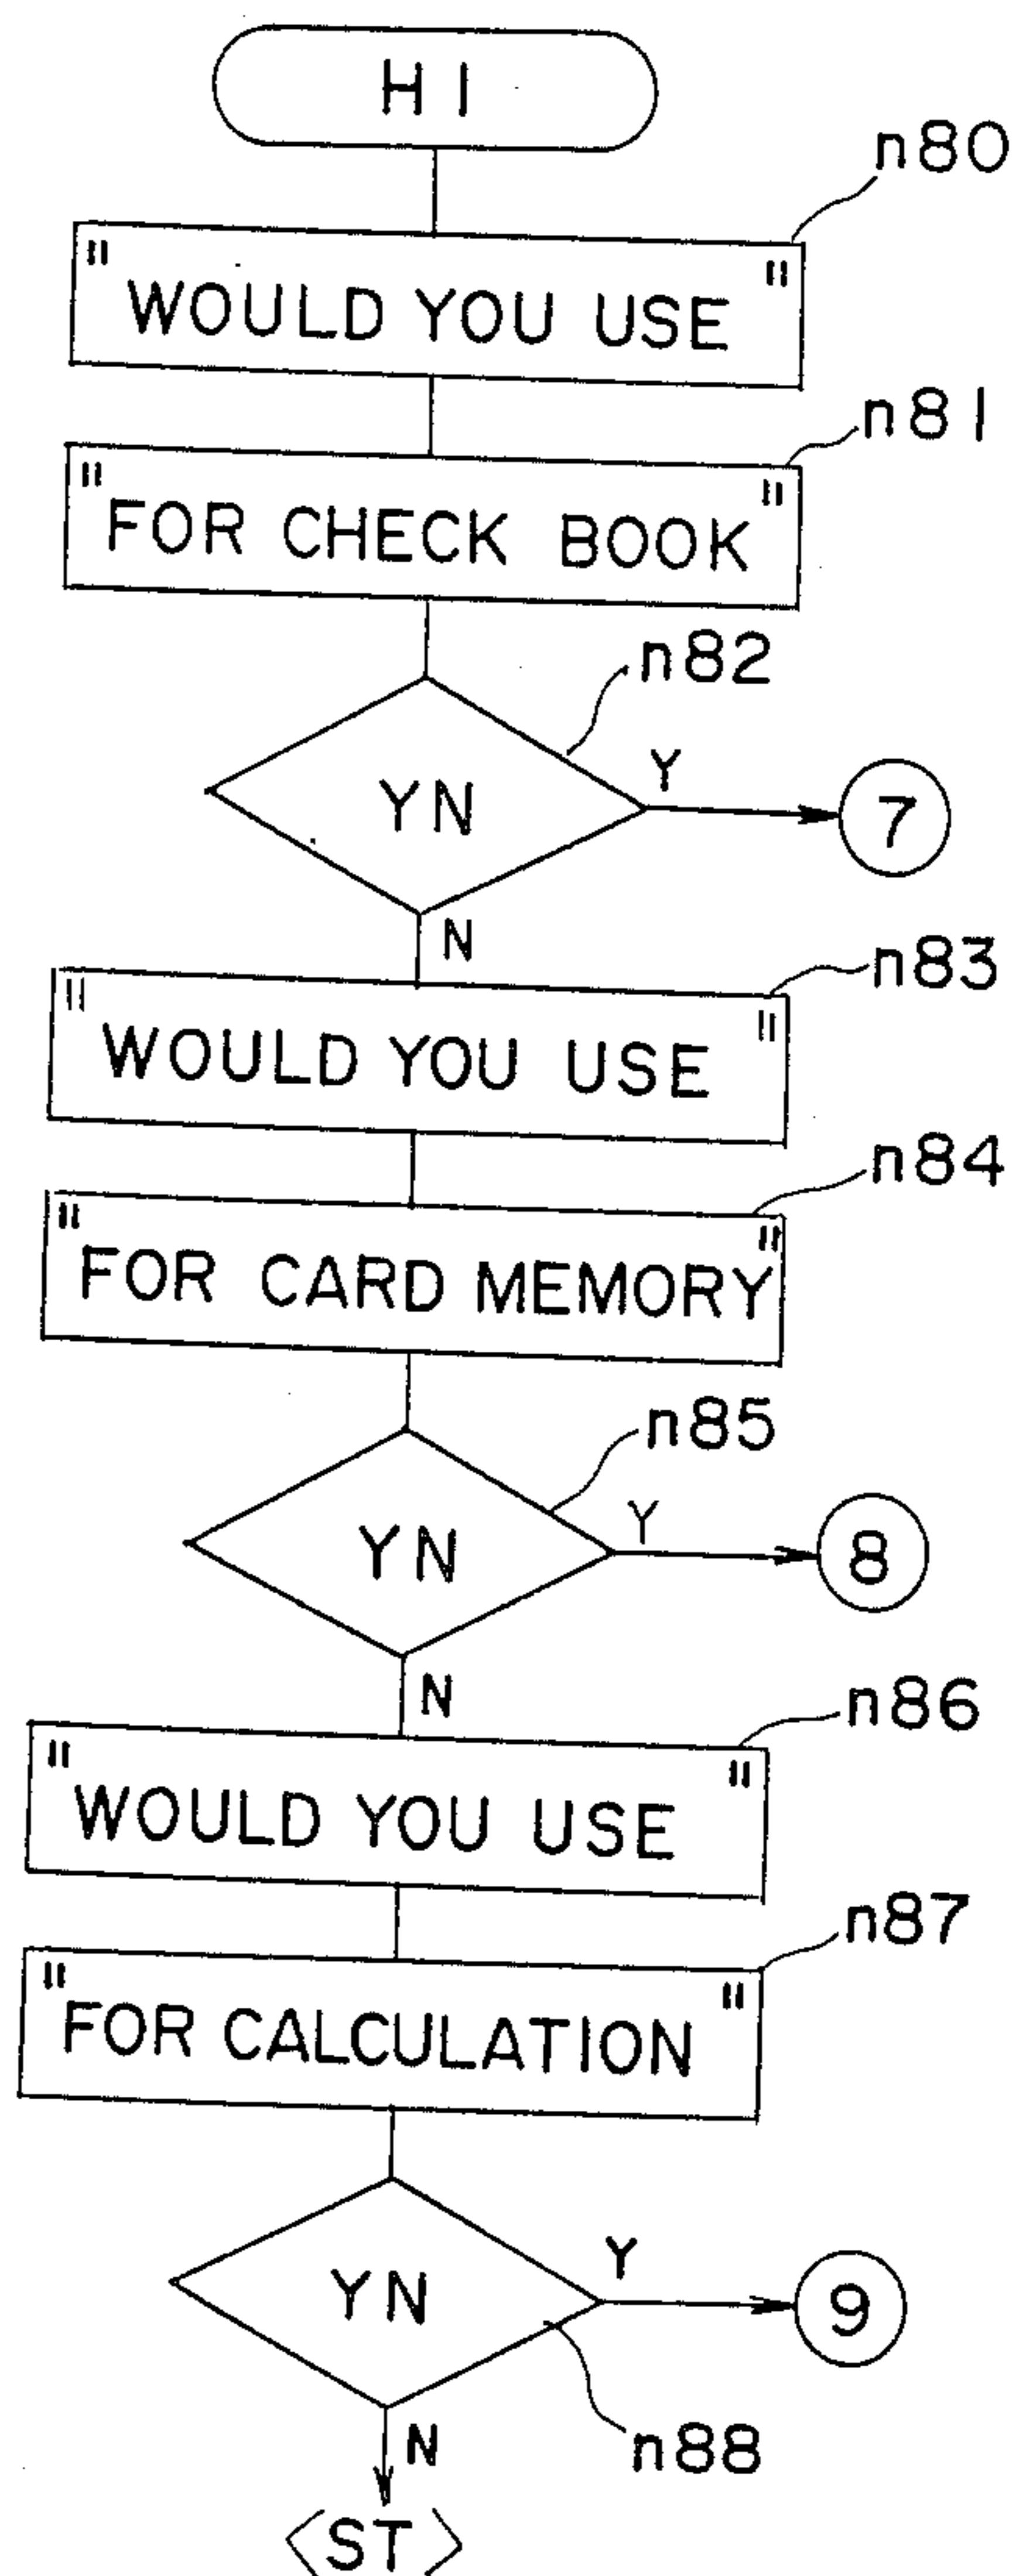 HI
n80
" WOULD YOU USE "
n81
" FOR CHECK BOOK "
n82
YN
Y
7
N
n83
" WOULD YOU USE "
n84
" FOR CARD MEMORY "
n85
YN
Y
8
N
n86
" WOULD YOU USE "
n87
" FOR CALCULATION "
YN
Y
9
n88
N
<ST>